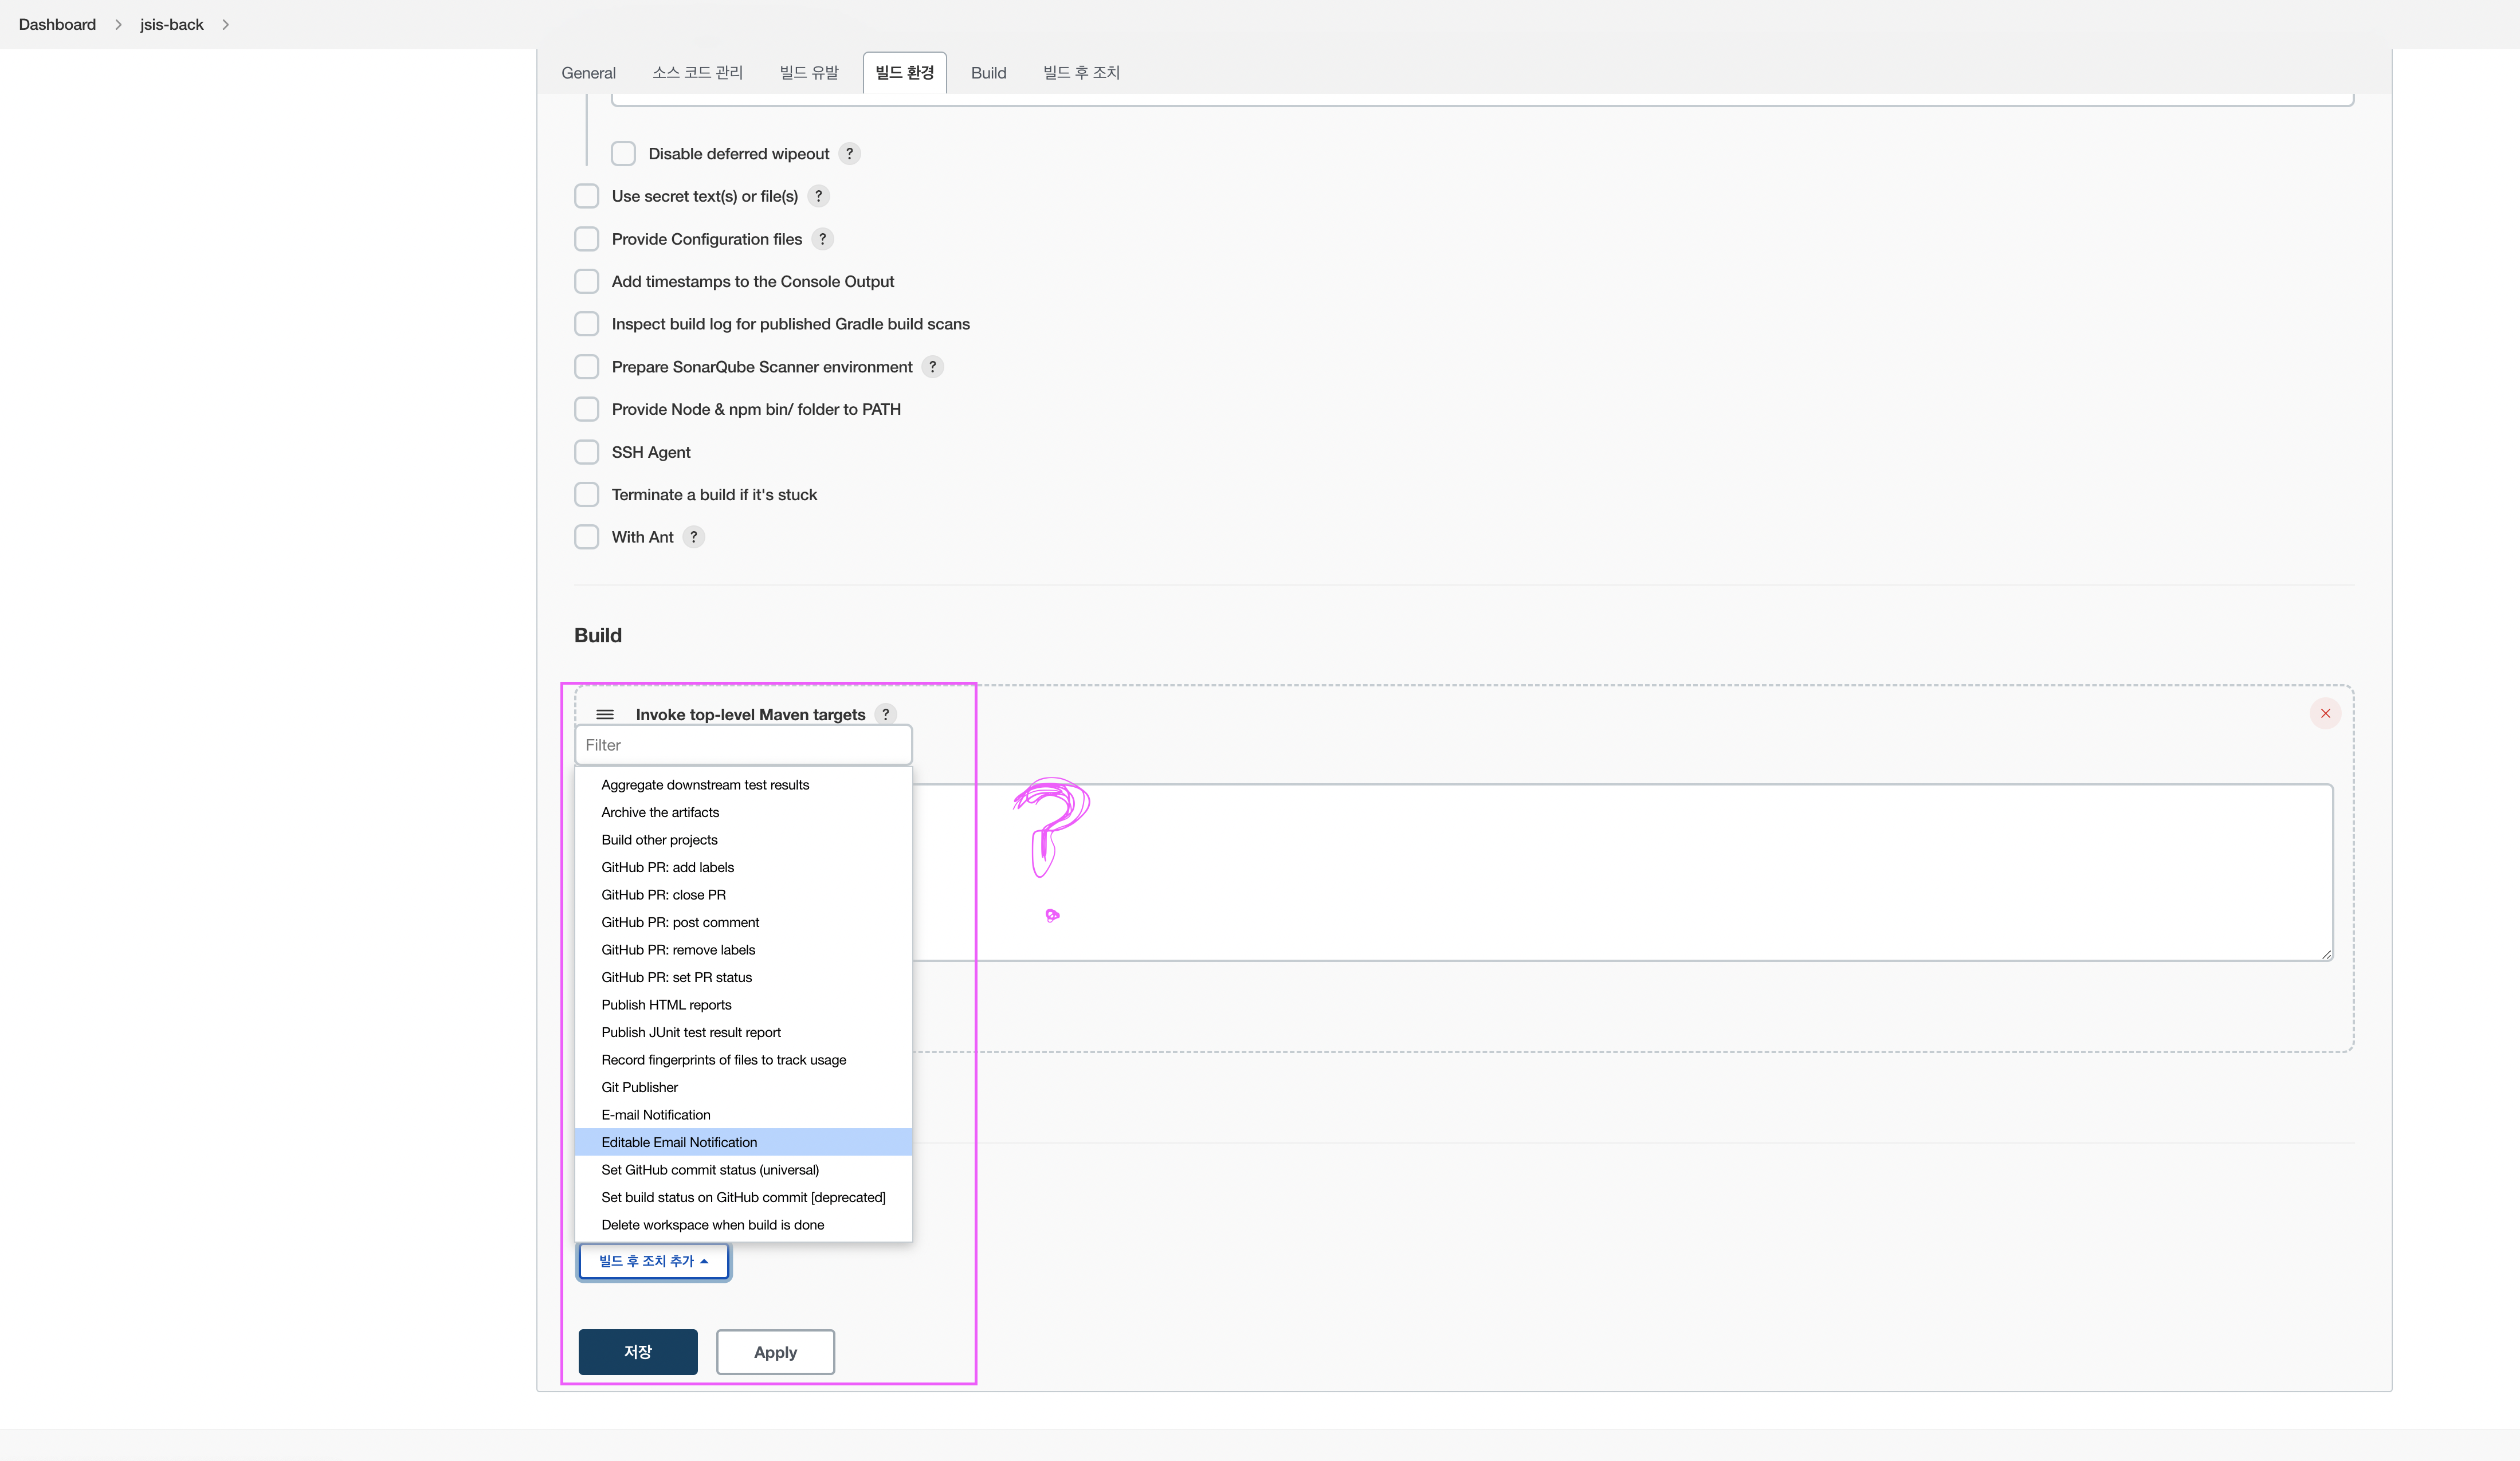 Dashboard > jsis-back >
General 소스 코드 관리 빌드 유발 빌드 환경 Build 빌드 후 조치
Disable deferred wipeout ?
Use secret text(s) or file(s) ?
Provide Configuration files ?
Add timestamps to the Console Output
Inspect build log for published Gradle build scans
Prepare SonarQube Scanner environment ?
Provide Node & npm bin/ folder to PATH
SSH Agent
Terminate a build if it's stuck
With Ant ?
Build
Invoke top-level Maven targets ?
Filter
Aggregate downstream test results
Archive the artifacts
Build other projects
GitHub PR: add labels
GitHub PR: close PR
GitHub PR: post comment
GitHub PR: remove labels
GitHub PR: set PR status
Publish HTML reports
Publish JUnit test result report
Record fingerprints of files to track usage
Git Publisher
E-mail Notification
Editable Email Notification
Set GitHub commit status (universal)
Set build status on GitHub commit [deprecated]
Delete workspace when build is done
?
빌드 후 조치 추가
저장 Apply